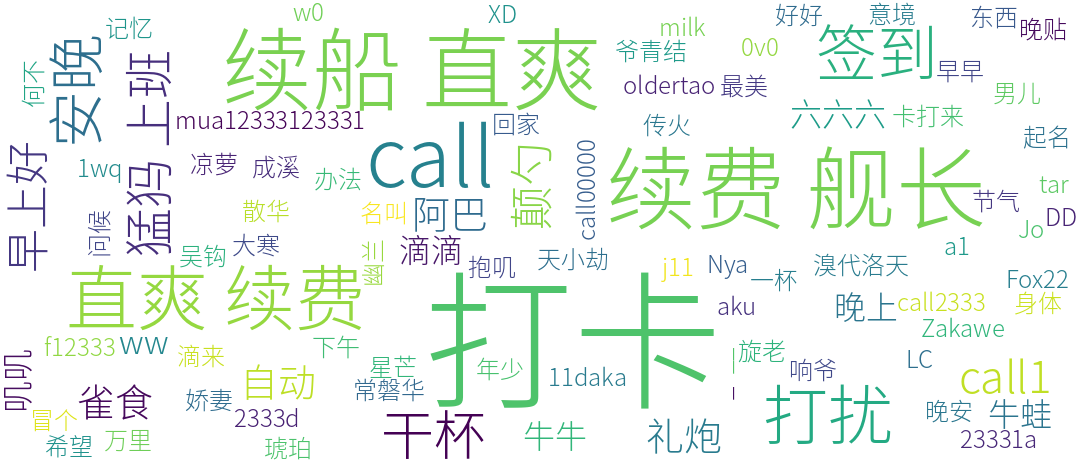 w0
XD
milk
好好
意境
东西
晚贴
记忆
续船 直爽
爷青结
0v0
签到
早早
何不
安晚
上班
oldertao
最美
男儿
mua12333123331
call
回家
传火
六六六
卡打来
起名
早上好
1wq
猛犸
凉萝
成溪
办法
颠勺
call00000
续费 舰长
节气
tar
DD
Jo
问候
散华
名叫
阿巴
吴钩
大寒
幽兰
滴滴
抱叽
天小劫
j11
Nya
一杯
溴代洛天
a1
Fox22
直爽 续费
打卡
aku
晚上
call2333
身体
Zakawe
f12333
ww
滴来
下午
星芒
年少
旋老
响爷
LC
叽叽
雀食
娇妻
自动
常磐华
11daka
call1
冒个
2333d
干杯
牛牛
礼炮
打扰
晚安
牛蛙
希望
万里
琥珀
23331a